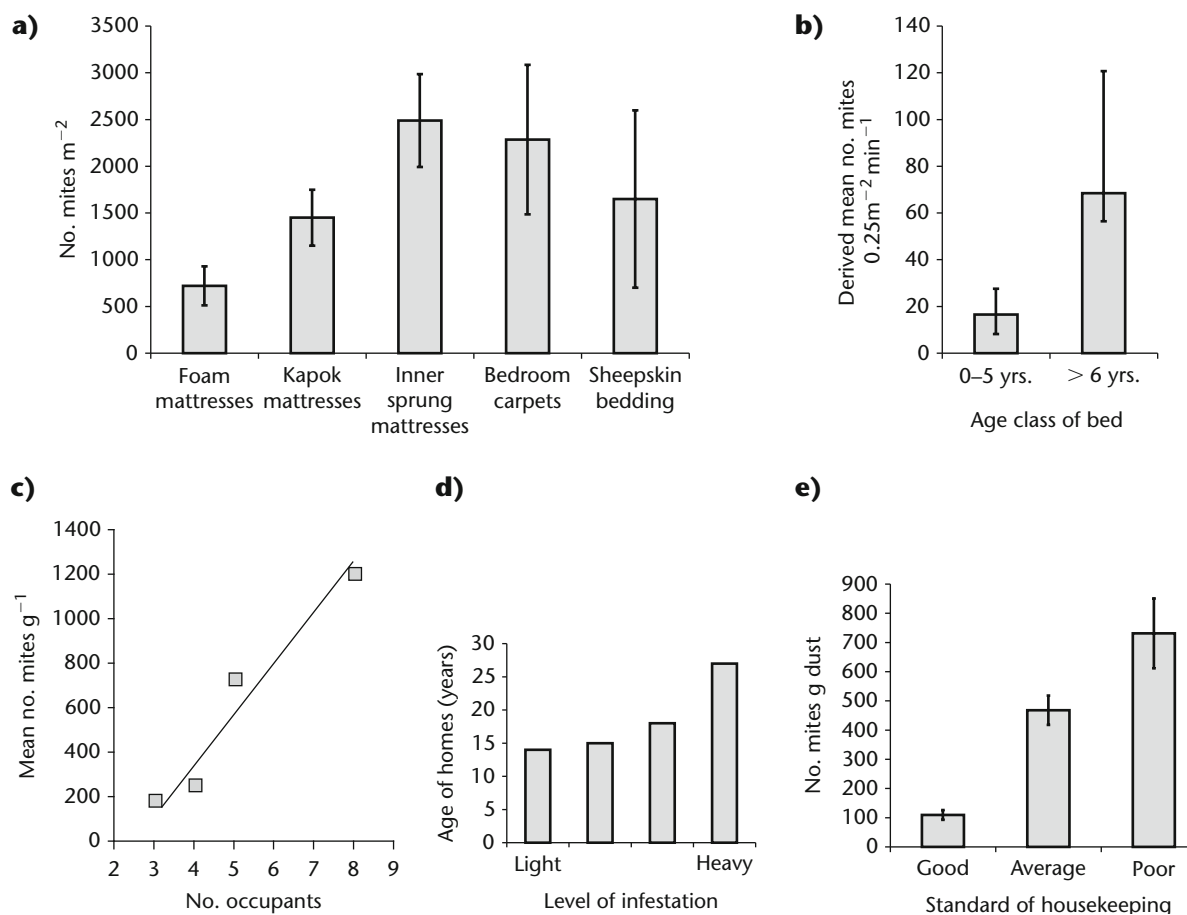 a)
No. mites m−2
3500
3000
2500
2000
1500
1000
500
0
Foam
mattresses
Kapok
mattresses
Inner
sprung
mattresses
Bedroom
carpets
Sheepskin
bedding
b)
Derived mean no. mites
0.25m−2 min−1
140
120
100
80
60
40
20
0
0–5 yrs.
> 6 yrs.
Age class of bed
c)
Mean no. mites g−1
1400
1200
1000
800
600
400
200
0
2 3 4 5 6 7 8 9
No. occupants
d)
Age of homes (years)
30
25
20
15
10
5
0
Light
Heavy
Level of infestation
e)
No. mites g dust
900
800
700
600
500
400
300
200
100
0
Good
Average
Poor
Standard of housekeeping